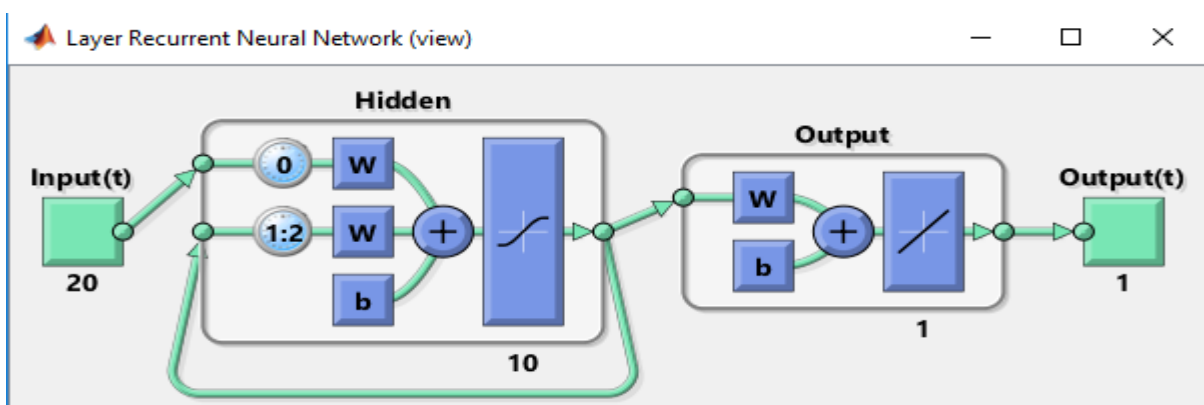 Layer Recurrent Neural Network (view)
Hidden
Output
Input(t)
Output(t)
0
W
1:2
W
b
+
W
b
+
20
10
1
1